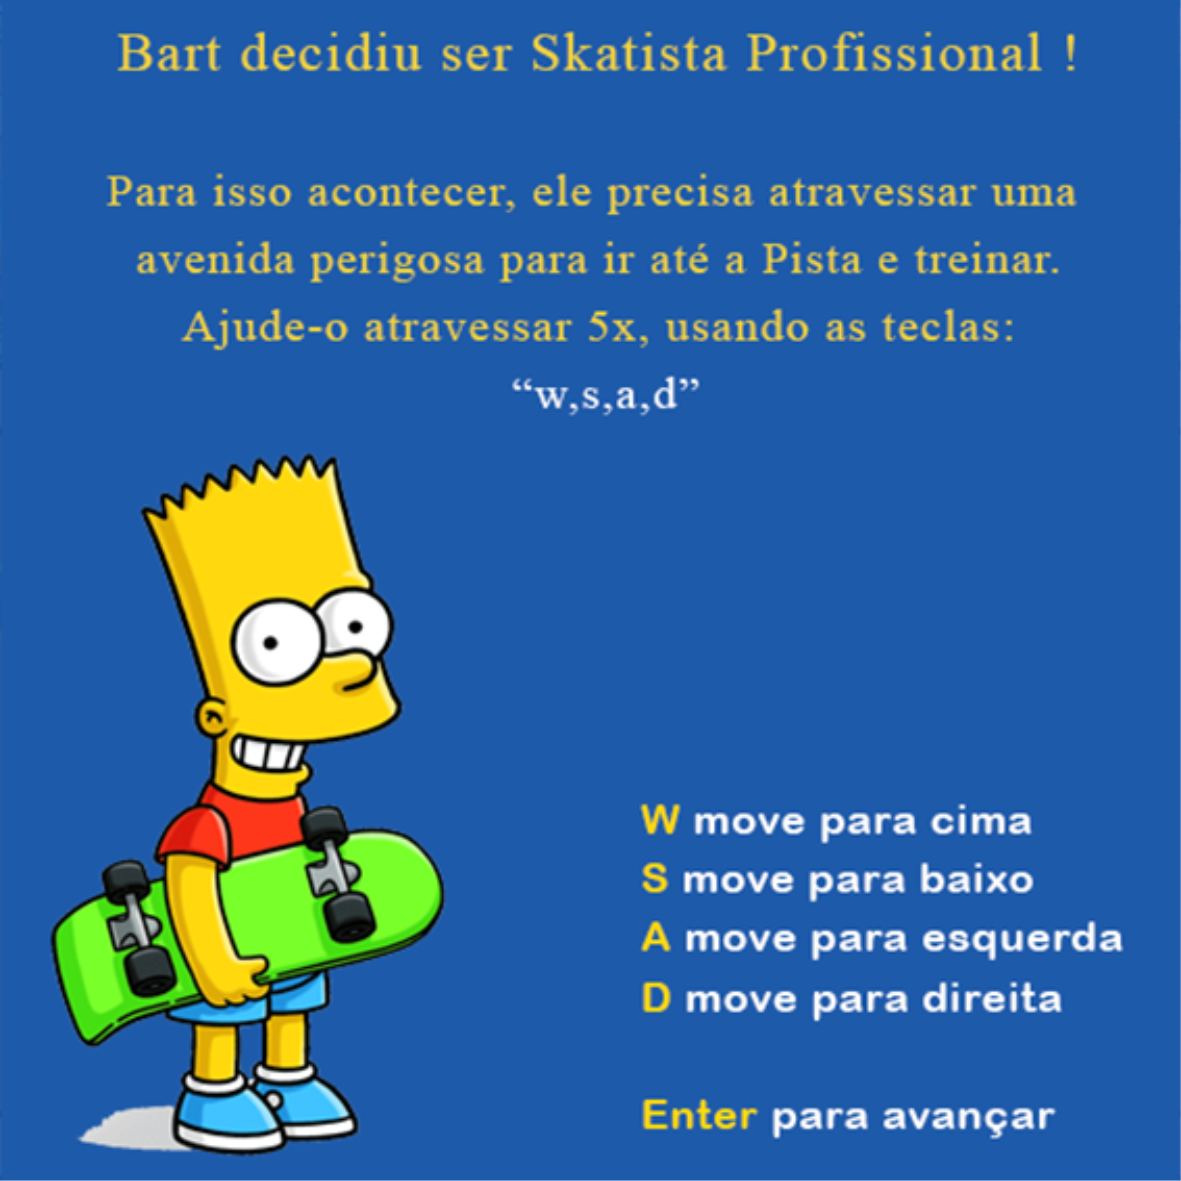 Bart decidiu ser Skatista Profissional !
Para isso acontecer, ele precisa atravessar uma
avenida perigosa para ir até a Pista e treinar.
Ajude-o atravessar 5x, usando as teclas:
“w,s,a,d”
W move para cima
S move para baixo
A move para esquerda
D move para direita
Enter para avançar